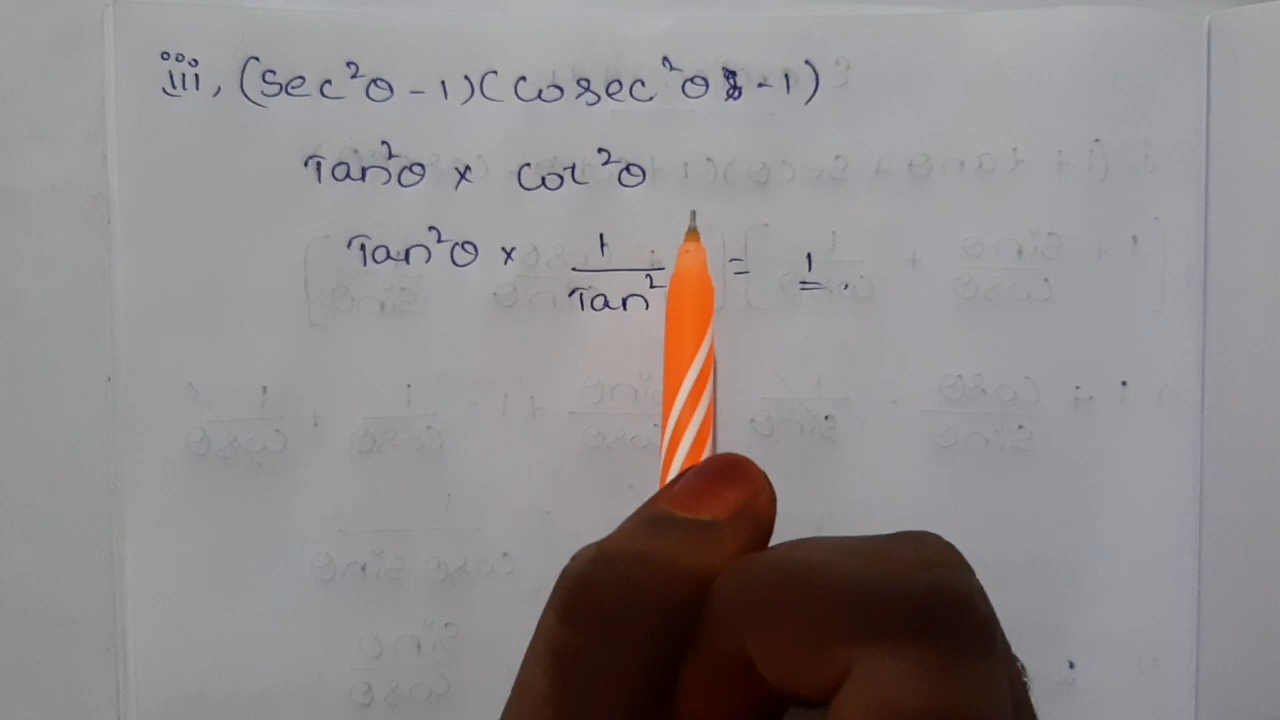 iii, (Sec²θ - 1)(Cosec²θ - 1)
Tan²θ × Cot²θ
Tan²θ × 1/Tan² = 1.